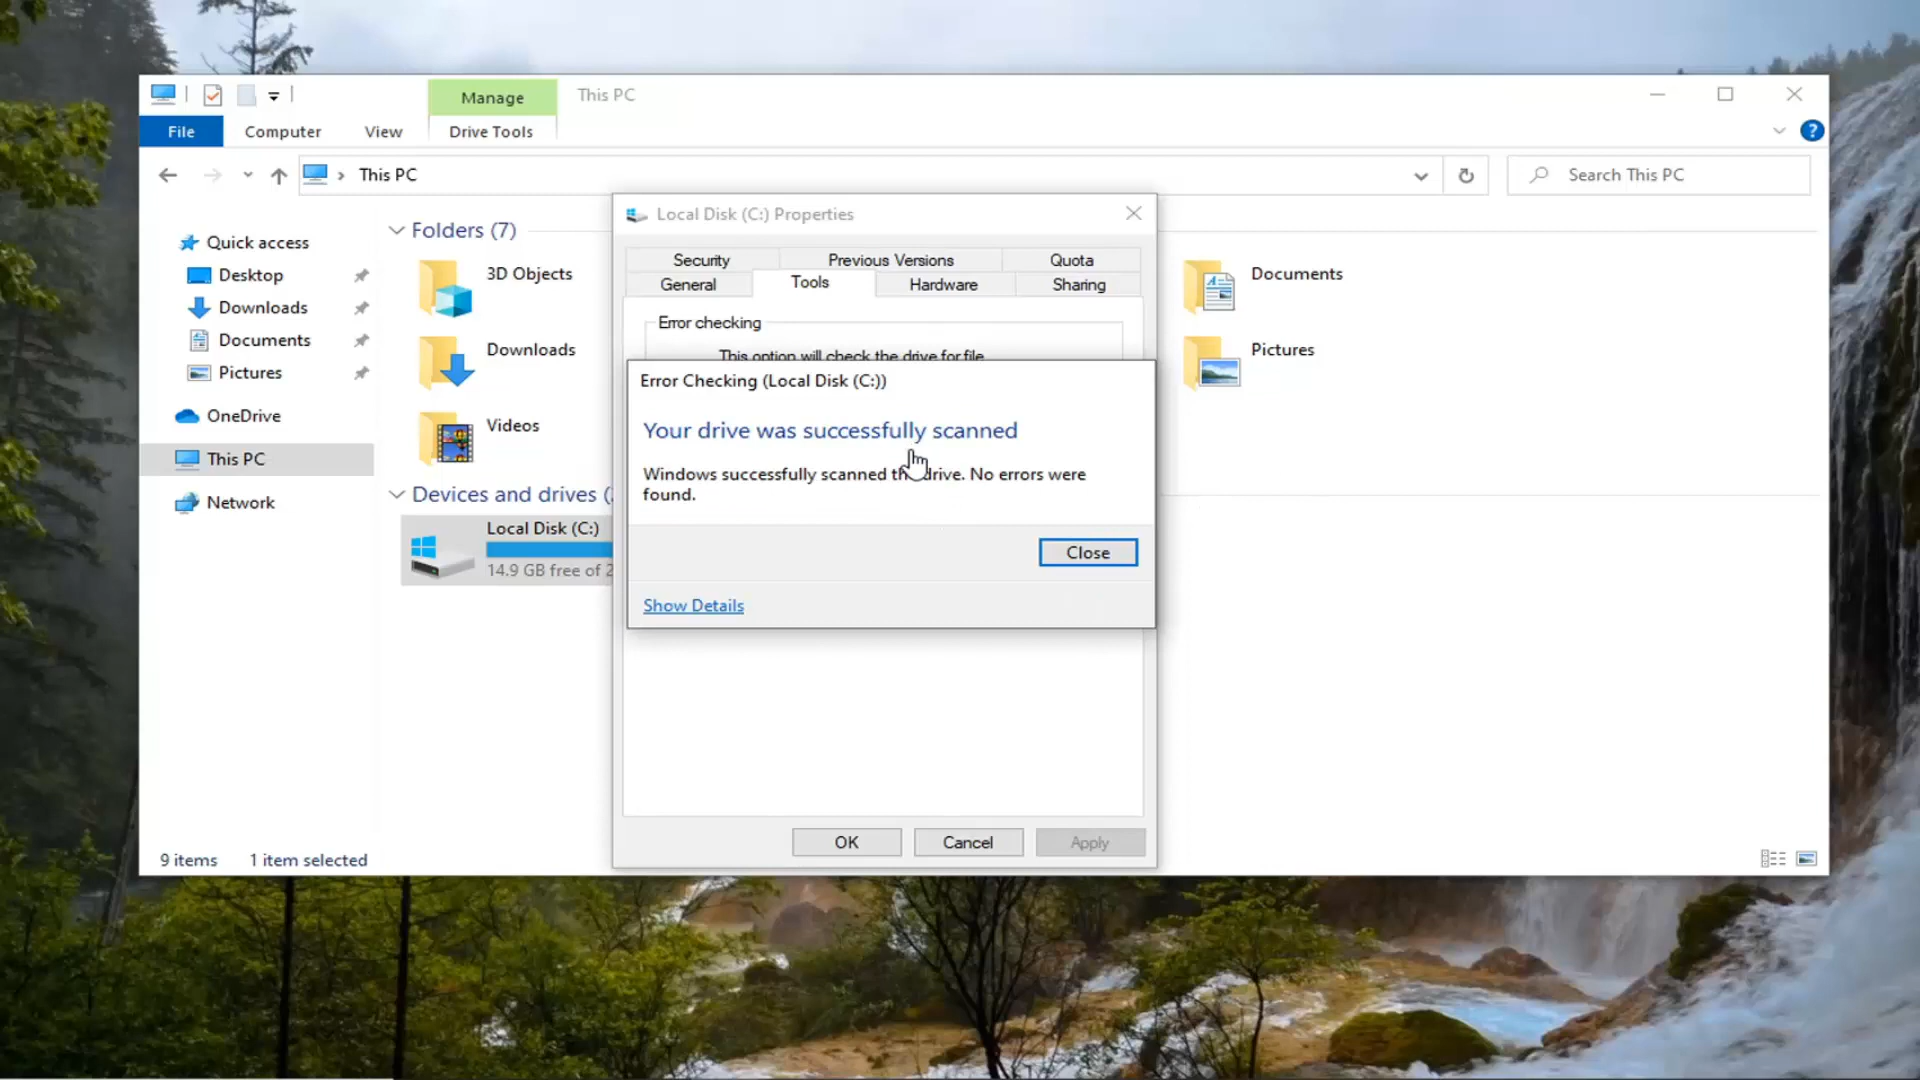 Manage
This PC
File
Computer
View
Drive Tools
?
This PC
Search This PC
Quick access
Desktop
Downloads
Documents
Pictures
OneDrive
This PC
Network
Folders (7)
3D Objects
Downloads
Videos
Documents
Pictures
Devices and drives (
Local Disk (C:)
14.9 GB free of 2
Local Disk (C:) Properties
Security
Previous Versions
Quota
General
Tools
Hardware
Sharing
Error checking
This option will check the drive for file
Error Checking (Local Disk (C:))
Your drive was successfully scanned
Windows successfully scanned the drive. No errors were
found.
Close
Show Details
OK
Cancel
Apply
9 items
1 item selected